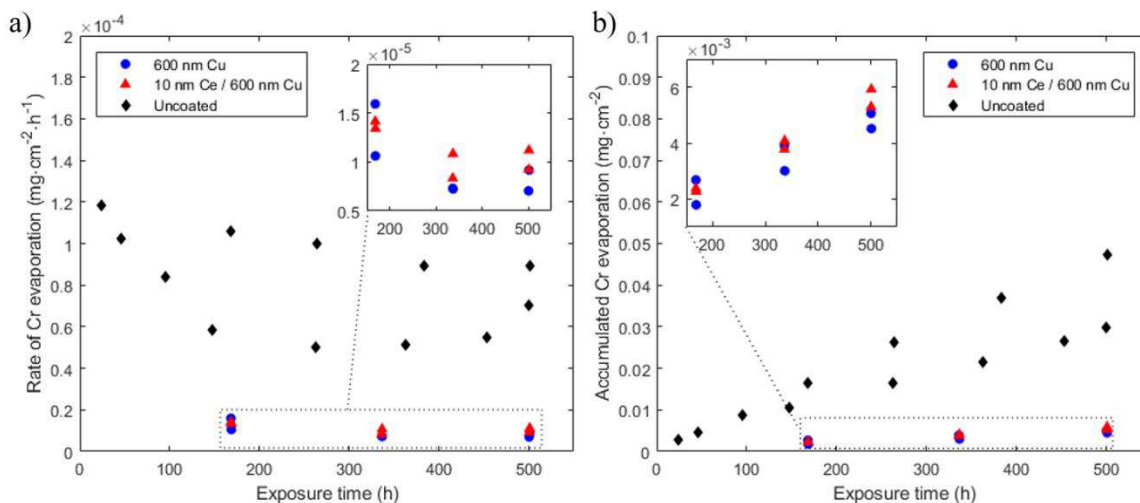 a)
×10⁻⁴
2
1.8
1.6
1.4
1.2
1
0.8
0.6
0.4
0.2
0
Rate of Cr evaporation (mg·cm⁻²·h⁻¹)
600 nm Cu
10 nm Ce / 600 nm Cu
Uncoated
×10⁻⁵
2
1.5
1
0.5
200 300 400 500
0 100 200 300 400 500
Exposure time (h)
b)
0.1
0.09
0.08
0.07
0.06
0.05
0.04
0.03
0.02
0.01
0
Accumulated Cr evaporation (mg·cm⁻²)
×10⁻³
6
4
2
200 300 400 500
600 nm Cu
10 nm Ce / 600 nm Cu
Uncoated
0 100 200 300 400 500
Exposure time (h)